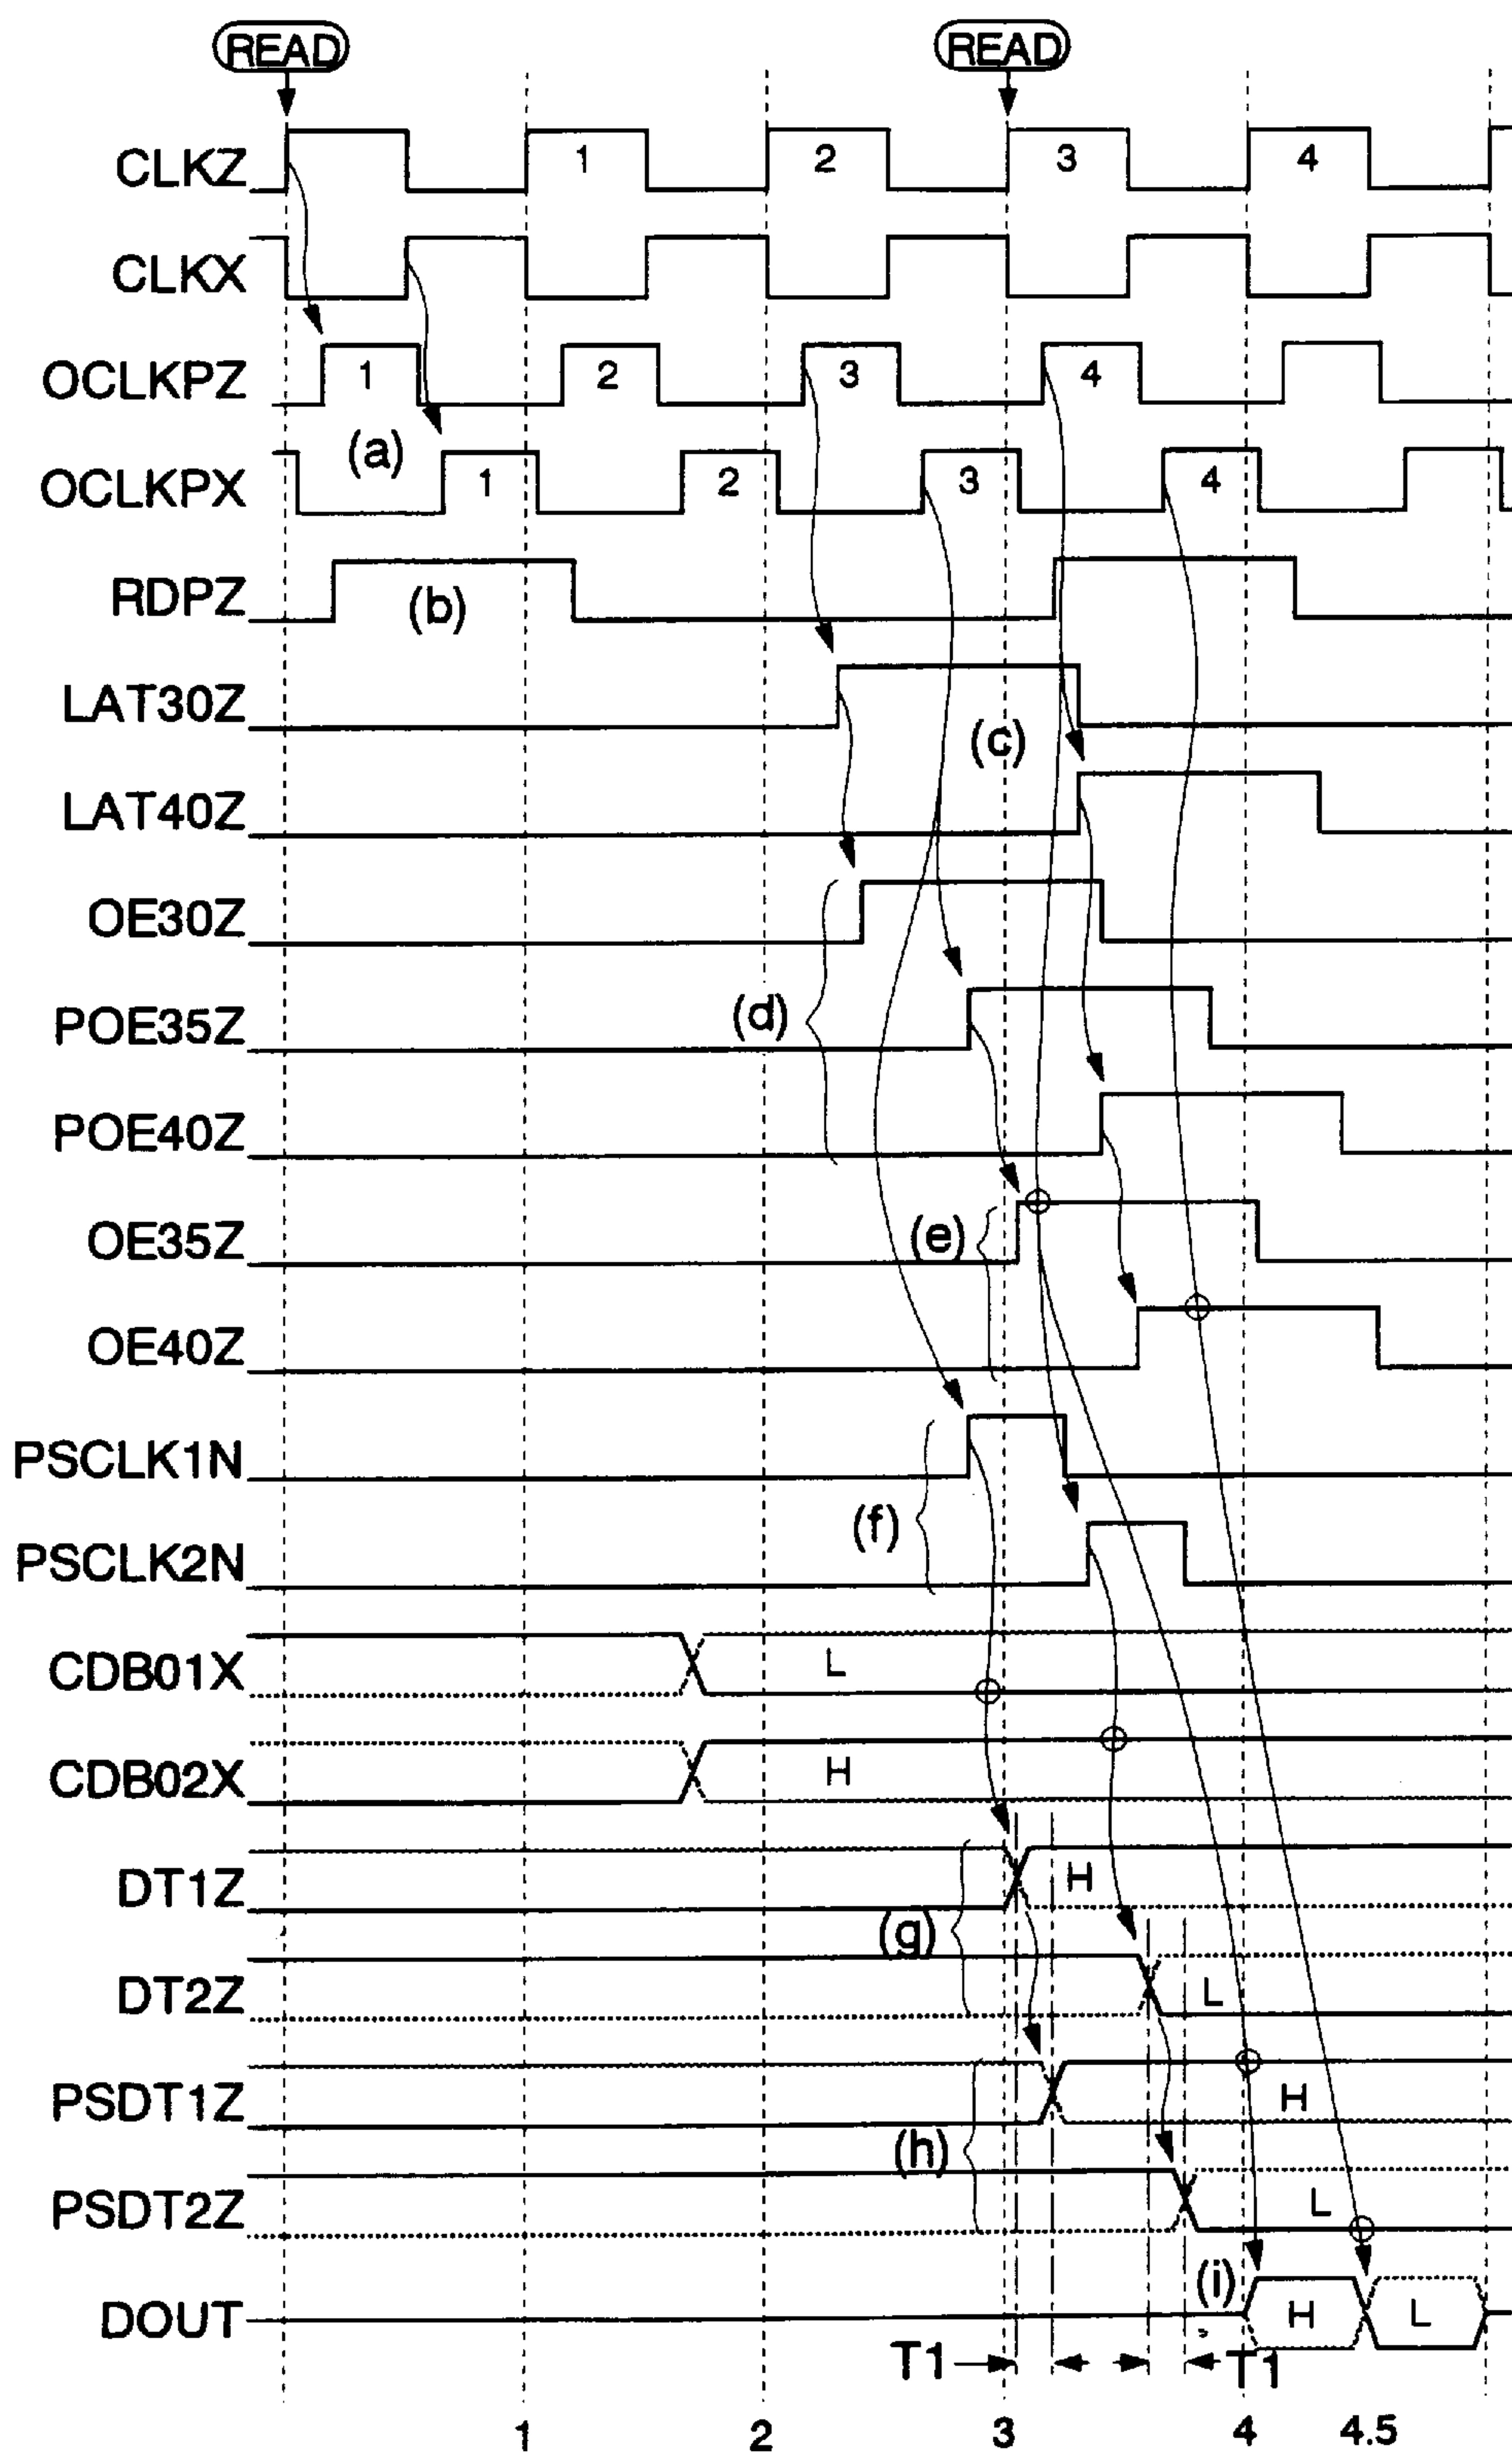 READ READ
CLKZ 1 2 3 4
CLKX
OCLKPZ 1 2 3 4
(a)
OCLKPX 1 2 3 4
RDPZ (b)
LAT30Z
(c)
LAT40Z
OE30Z
(d)
POE35Z
POE40Z
OE35Z (e)
OE40Z
PSCLK1N
(f)
PSCLK2N
CDB01X L
CDB02X H
DT1Z H
(g)
DT2Z L
PSDT1Z H
(h)
PSDT2Z L
(i)
DOUT H L
T1 T1
1 2 3 4 4.5